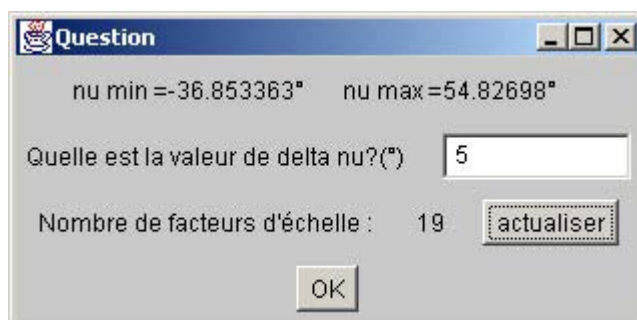 Question
nu min =-36.853363° nu max =54.82698°
Quelle est la valeur de delta nu?(°) 5
Nombre de facteurs d'échelle : 19 actualiser
OK